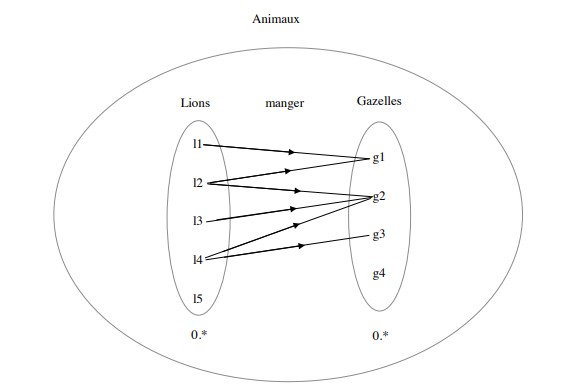 Animaux
Lions manger Gazelles
l1
g1
l2
g2
l3
g3
l4
g4
l5
0.* 0.*